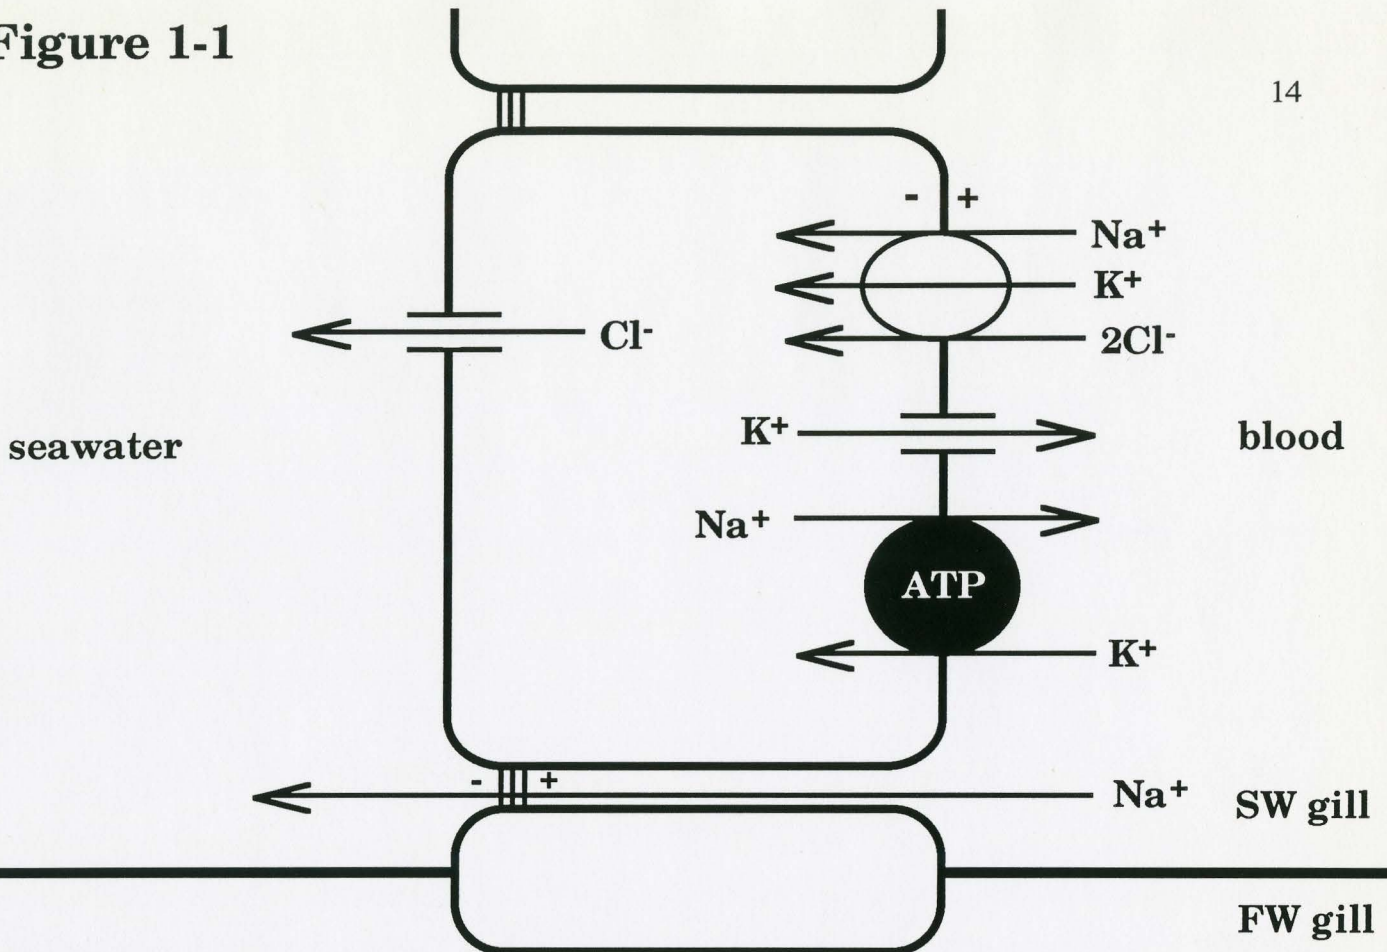 Figure 1-1
14
- +
Na+
K+
Cl-
2Cl-
K+
seawater
blood
Na+
ATP
K+
- +
Na+
SW gill
FW gill